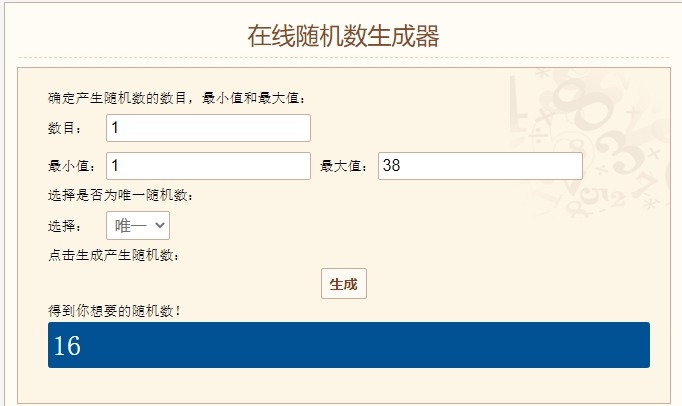 在线随机数生成器
确定产生随机数的数目，最小值和最大值：
数目： 1
最小值： 1 最大值： 38
选择是否为唯一随机数：
选择： 唯一
点击生成产生随机数：
生成
得到你想要的随机数！
16